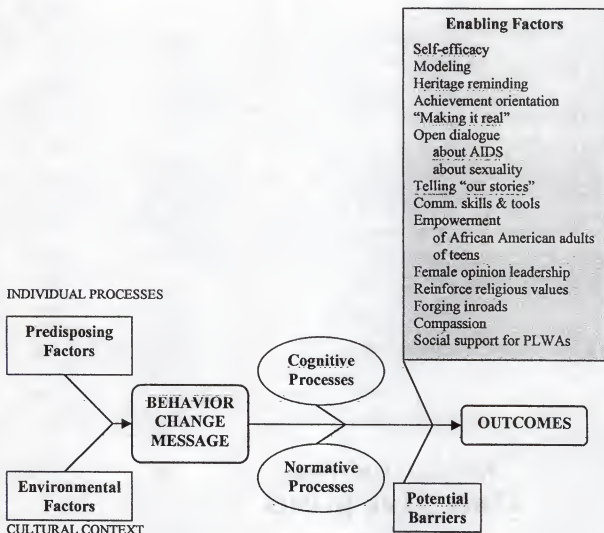 Enabling Factors
Self-efficacy
Modeling
Heritage reminding
Achievement orientation
"Making it real"
Open dialogue
about AIDS
about sexuality
Telling "our stories"
Comm. skills & tools
Empowerment
of African American adults
of teens
Female opinion leadership
Reinforce religious values
Forging inroads
Compassion
Social support for PLWAs
INDIVIDUAL PROCESSES
Predisposing
Factors
Cognitive
Processes
BEHAVIOR
CHANGE
MESSAGE
OUTCOMES
Normative
Processes
Environmental
Factors
Potential
Barriers
CULTURAL CONTEXT